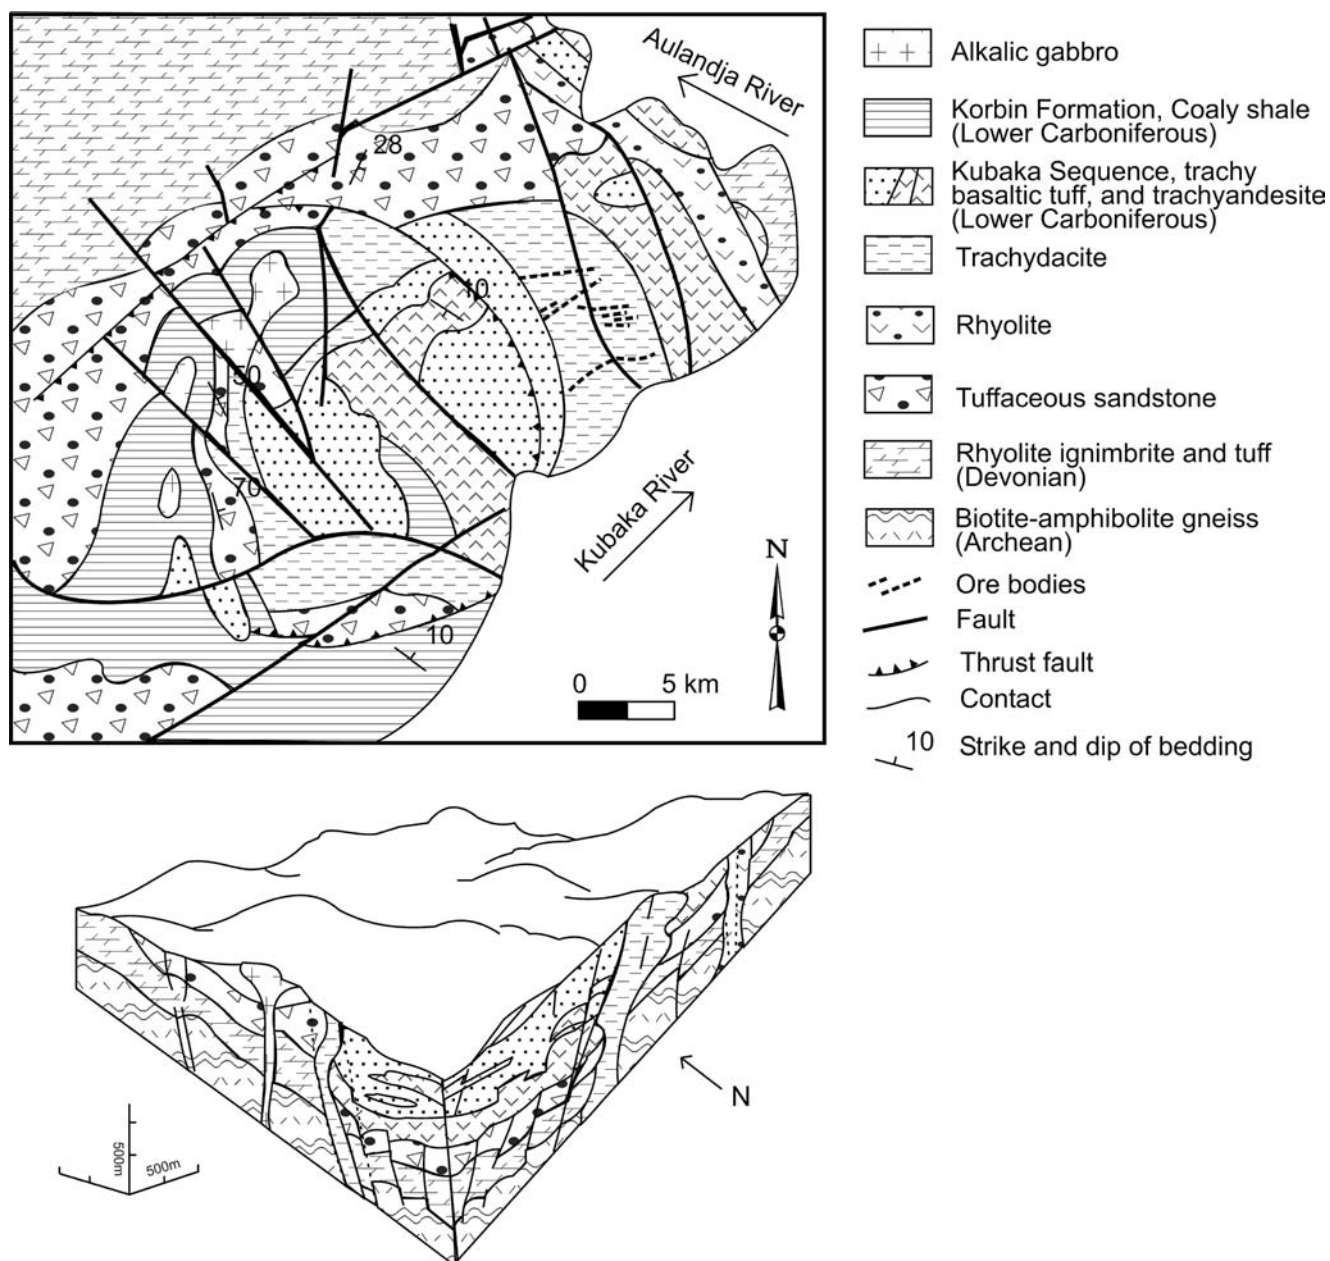 Aulandja River
28
10
50
70
Kubaka River
N
10
0 5 km
Alkalic gabbro
Korbin Formation, Coaly shale
(Lower Carboniferous)
Kubaka Sequence, trachy
basaltic tuff, and trachyandesite
(Lower Carboniferous)
Trachydacite
Rhyolite
Tuffaceous sandstone
Rhyolite ignimbrite and tuff
(Devonian)
Biotite-amphibolite gneiss
(Archean)
Ore bodies
Fault
Thrust fault
Contact
10 Strike and dip of bedding
N
500m
500m